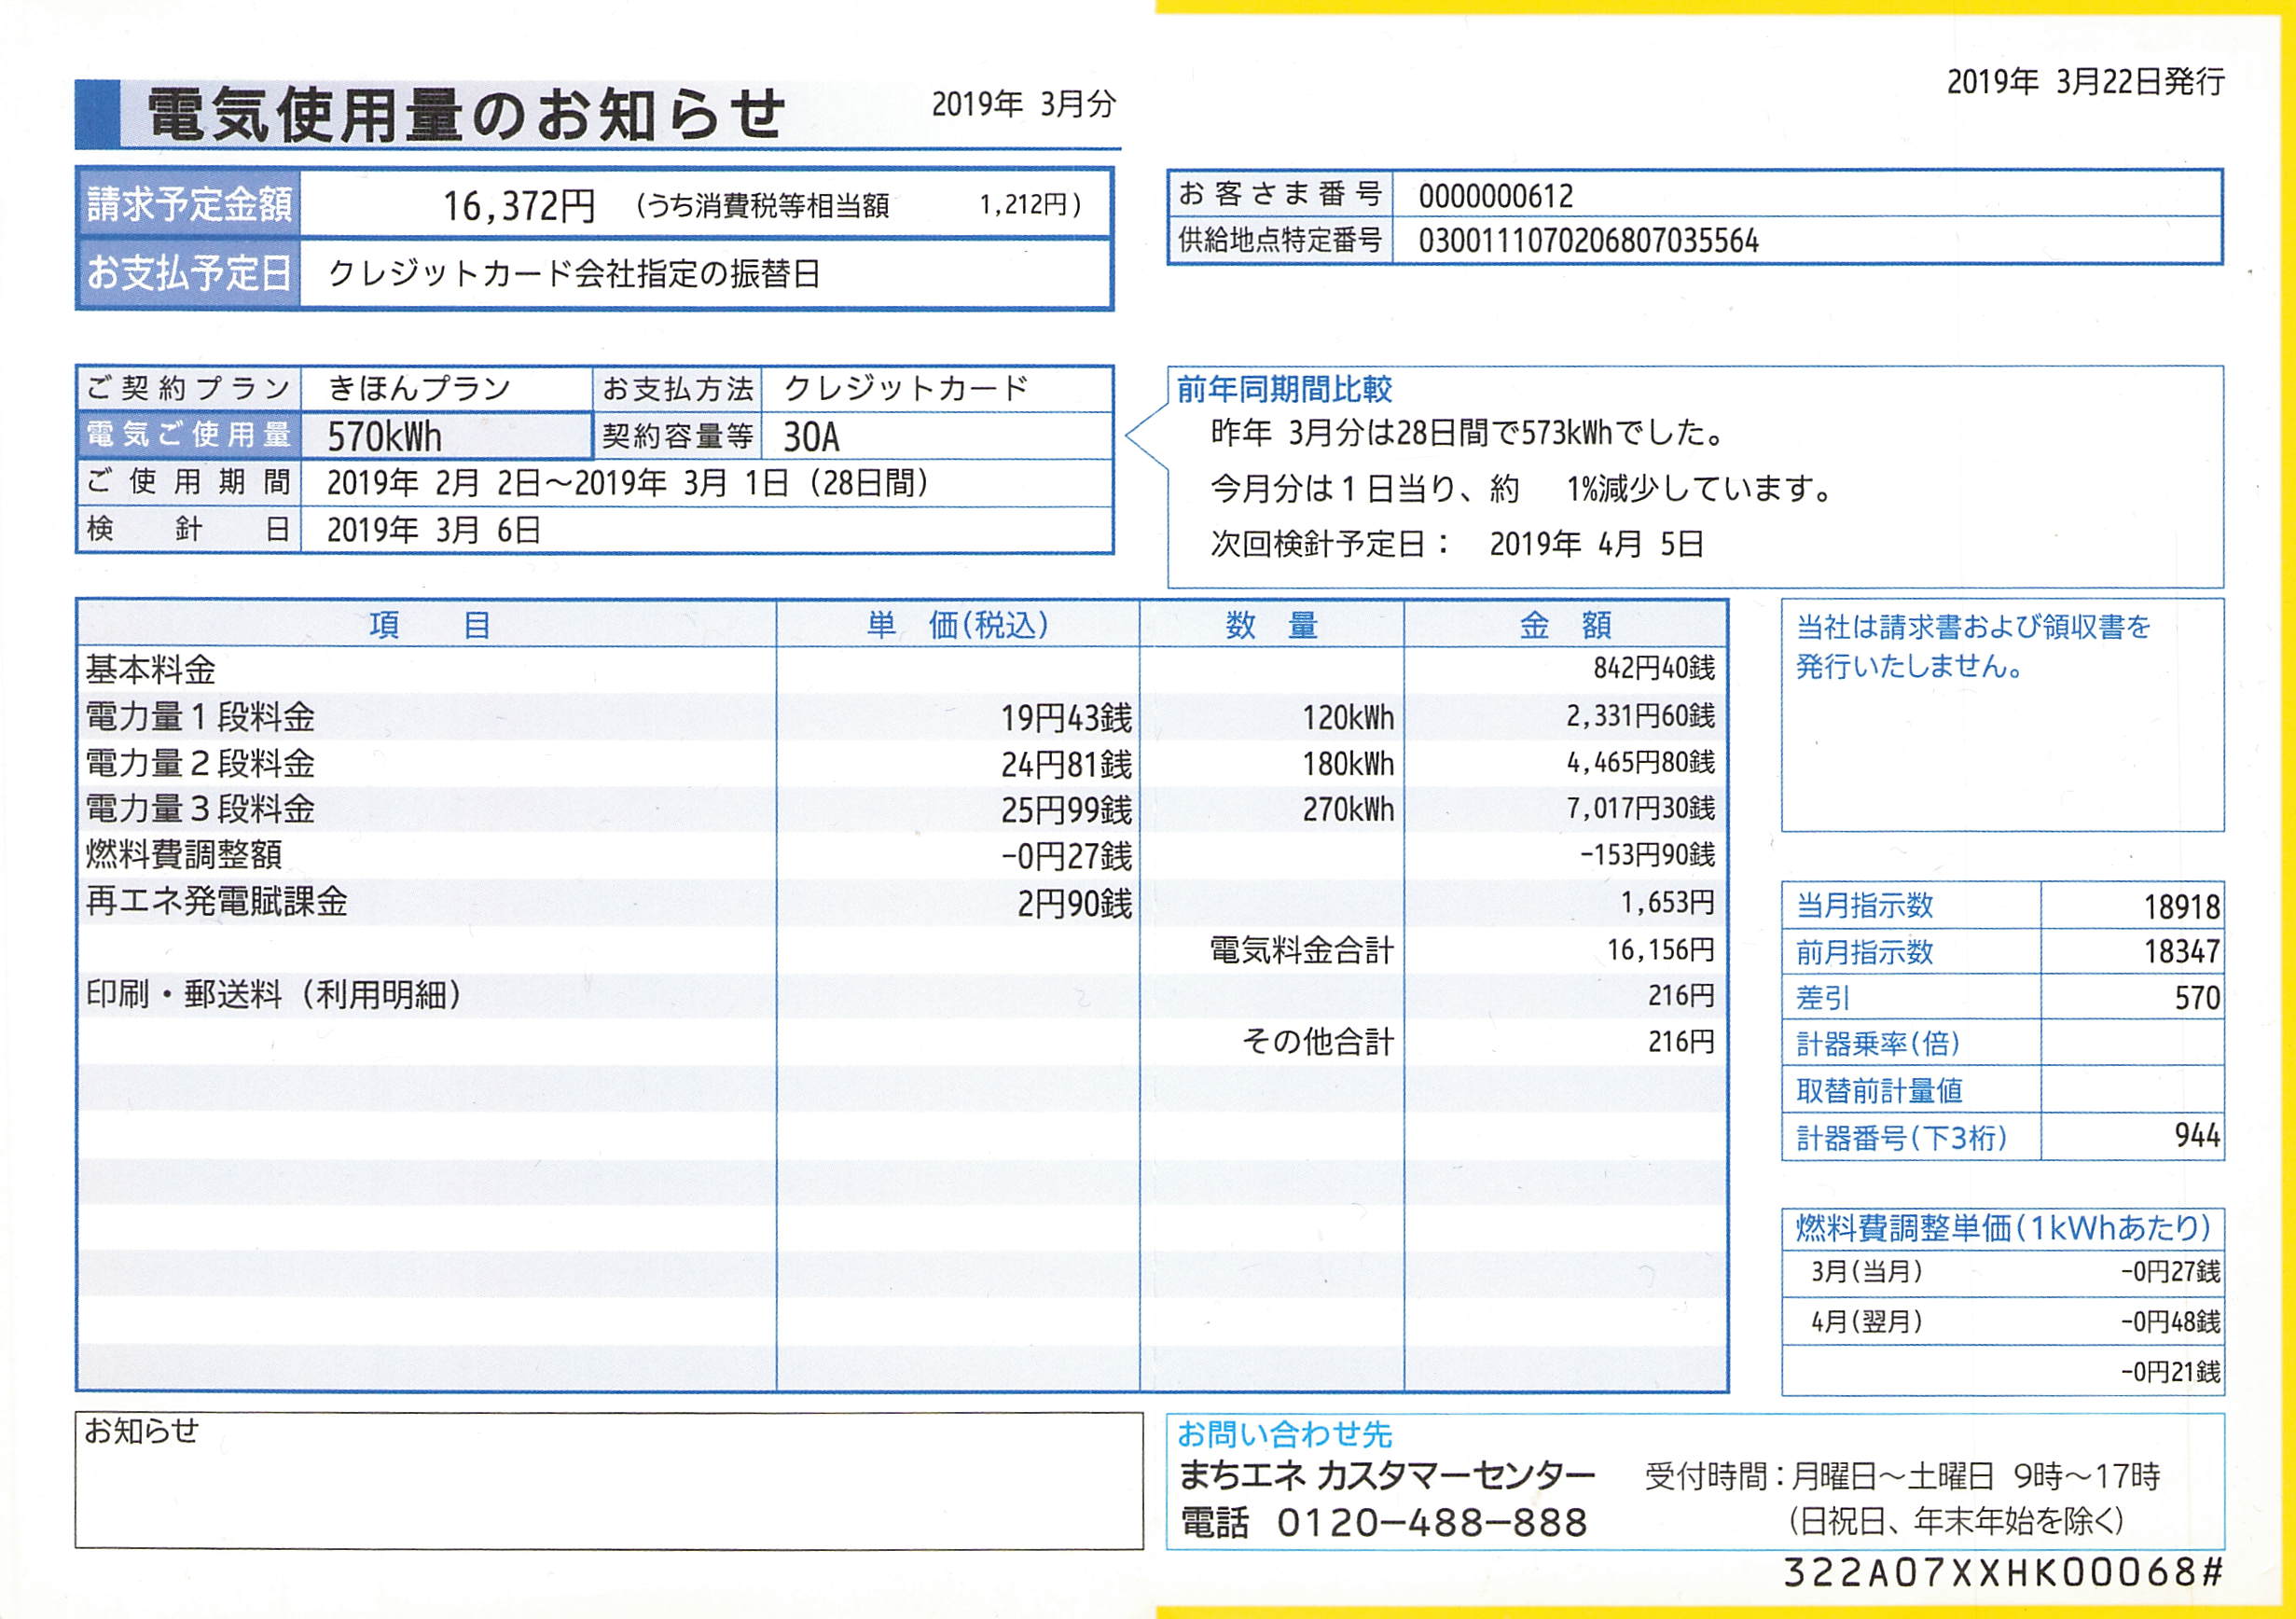 2019年 3月22日発行
電気使用量のお知らせ 2019年 3月分
請求予定金額 16,372円 (うち消費税等相当額 1,212円)
お支払予定日 クレジットカード会社指定の振替日
お客さま番号 0000000612
供給地点特定番号 0300111070206807035564
ご契約プラン きほんプラン お支払方法 クレジットカード
電気ご使用量 570kWh 契約容量等 30A
ご使用期間 2019年 2月 2日～2019年 3月 1日 (28日間)
検針日 2019年 3月 6日
前年同期間比較
昨年 3月分は28日間で573kWhでした。
今月分は1日当り、約 1%減少しています。
次回検針予定日： 2019年 4月 5日
項目 単価(税込) 数量 金額
基本料金 842円40銭
電力量1段料金 19円43銭 120kWh 2,331円60銭
電力量2段料金 24円81銭 180kWh 4,465円80銭
電力量3段料金 25円99銭 270kWh 7,017円30銭
燃料費調整額 -0円27銭 -153円90銭
再エネ発電賦課金 2円90銭 1,653円
電気料金合計 16,156円
印刷・郵送料（利用明細） 216円
その他合計 216円
当社は請求書および領収書を
発行いたしません。
当月指示数 18918
前月指示数 18347
差引 570
計器乗率(倍)
取替前計量値
計器番号(下3桁) 944
燃料費調整単価(1kWhあたり)
3月(当月) -0円27銭
4月(翌月) -0円48銭
-0円21銭
お知らせ
お問い合わせ先
まちエネ カスタマーセンター 受付時間：月曜日～土曜日 9時～17時
電話 0120－488－888 (日祝日、年末年始を除く)
322A07XXHK00068#